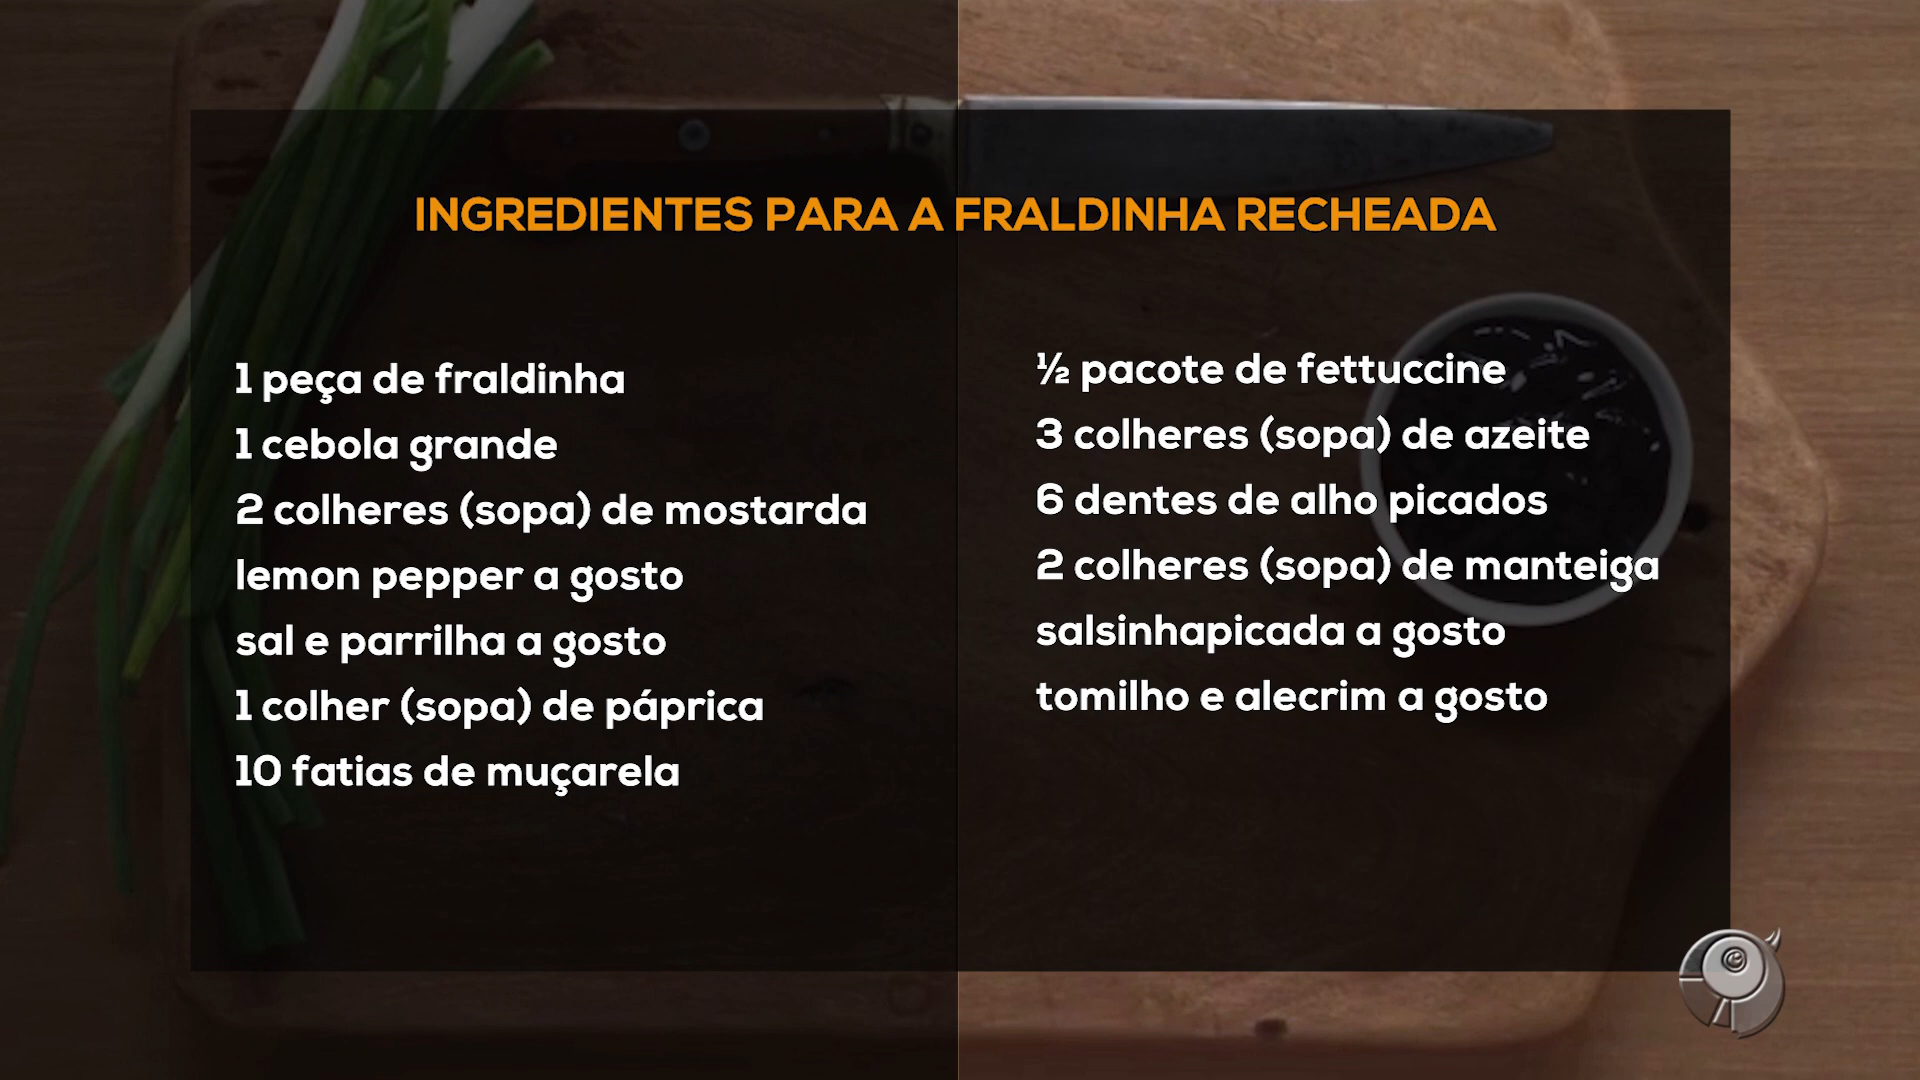 INGREDIENTES PARA A FRALDINHA RECHEADA
1 peça de fraldinha
1 cebola grande
2 colheres (sopa) de mostarda
lemon pepper a gosto
sal e parrilha a gosto
1 colher (sopa) de páprica
10 fatias de muçarela
½ pacote de fettuccine
3 colheres (sopa) de azeite
6 dentes de alho picados
2 colheres (sopa) de manteiga
salsinhapicada a gosto
tomilho e alecrim a gosto